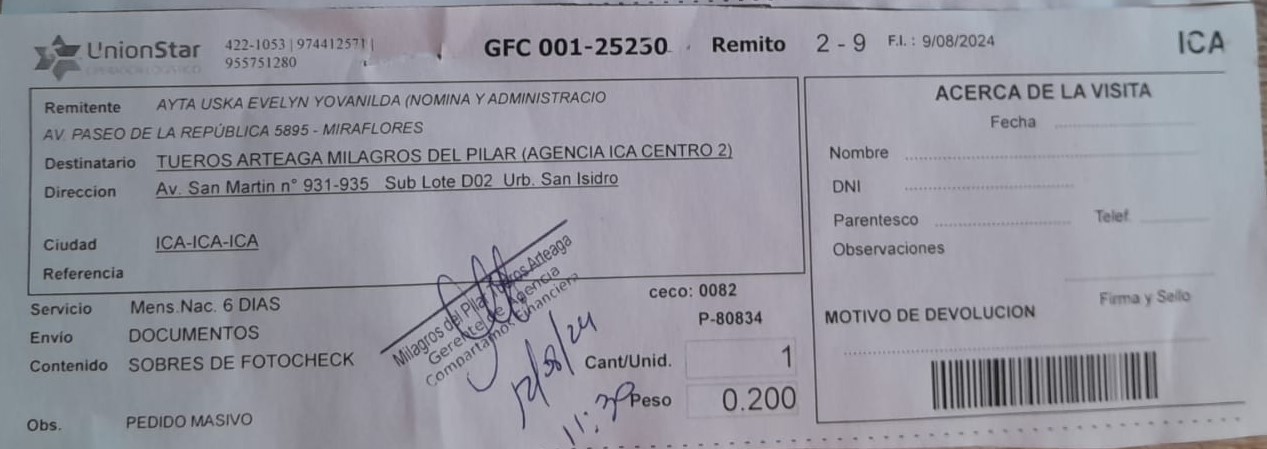 UnionStar
OPERADOR LOGISTICO
422-1053 | 974412571 |
955751280
GFC 001-25250
Remito 2 - 9
F.I. : 9/08/2024
ICA
Remitente AYTA USKA EVELYN YOVANILDA (NOMINA Y ADMINISTRACIO
AV. PASEO DE LA REPÚBLICA 5895 - MIRAFLORES
Destinatario TUEROS ARTEAGA MILAGROS DEL PILAR (AGENCIA ICA CENTRO 2)
Direccion Av. San Martin n° 931-935 Sub Lote D02 Urb. San Isidro
Ciudad ICA-ICA-ICA
Referencia
Servicio Mens.Nac. 6 DIAS
Envío DOCUMENTOS
Contenido SOBRES DE FOTOCHECK
Obs. PEDIDO MASIVO
Milagros del Pilar Tueros Arteaga
Gerente de Agencia
Compartamos Financiera
/08/24
11:
ceco: 0082
P-80834
Cant/Unid. 1
Peso 0.200
ACERCA DE LA VISITA
Fecha
Nombre
DNI
Parentesco
Telef.
Observaciones
Firma y Sello
MOTIVO DE DEVOLUCION